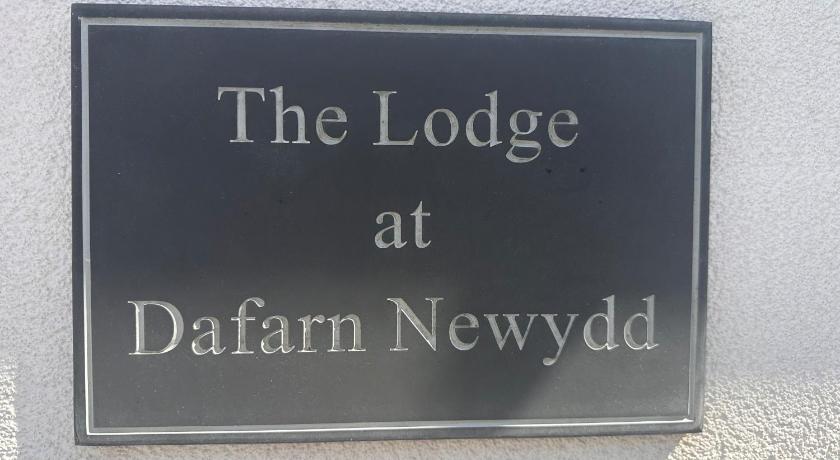 The Lodge
at
Dafarn Newydd